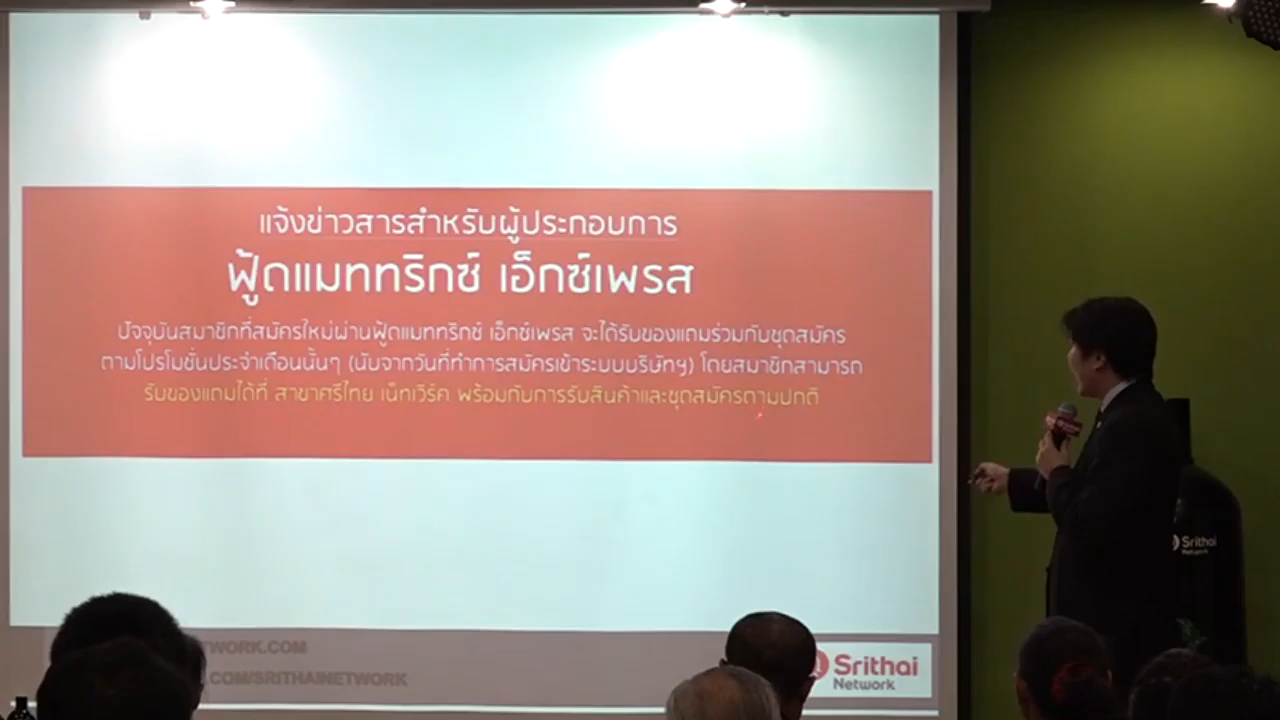 แจ้งข่าวสารสำหรับผู้ประกอบการ
ฟู้ดแมททริกซ์ เอ็กซ์เพรส
ปัจจุบันสมาชิกที่สมัครใหม่ผ่านฟู้ดแมททริกซ์ เอ็กซ์เพรส จะได้รับของแถมร่วมกับชุดสมัคร
ตามโปรโมชั่นประจำเดือนนั้นๆ (นับจากวันที่ทำการสมัครเข้าระบบบริษัทฯ) โดยสมาชิกสามารถ
รับของแถมได้ที่ สาขาศรีไทย เน็ทเวิร์ค พร้อมกับการรับสินค้าและชุดสมัครตามปกติ
Srithai
Network
TWORK.COM
.COM/SRITHAINETWORK
Srithai
Network